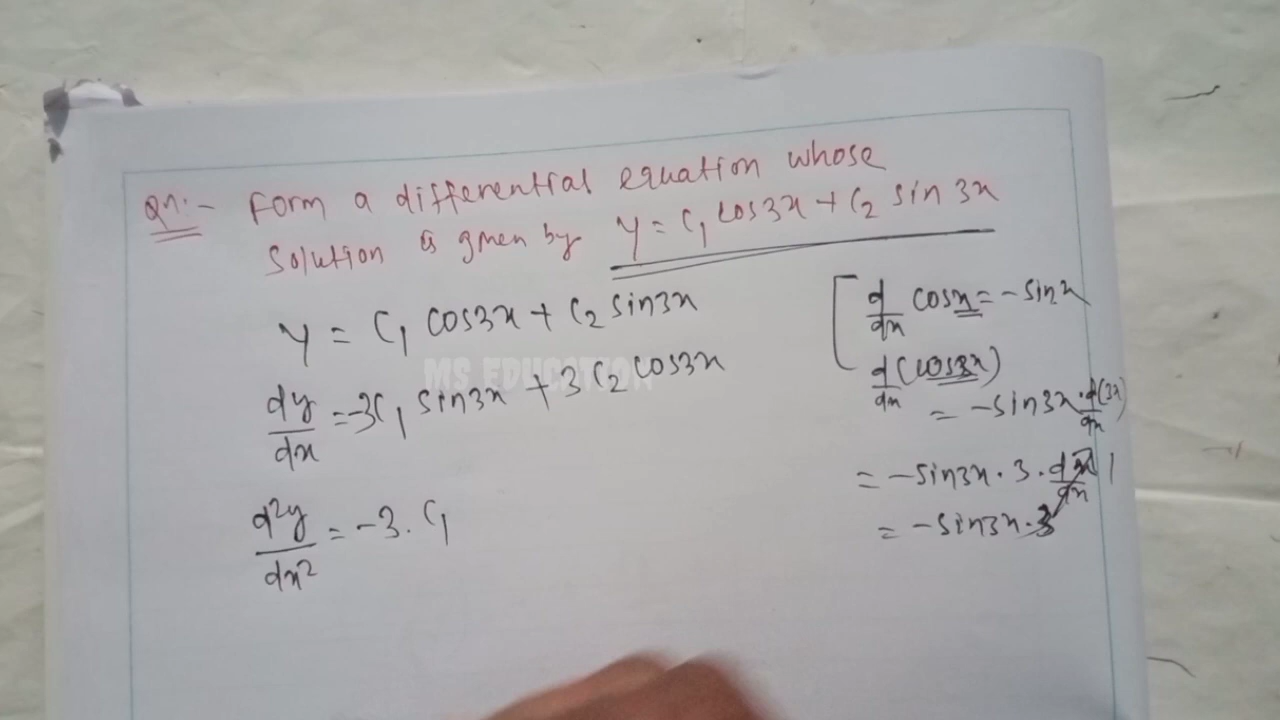 Qn:- Form a differential equation whose
solution is given by y = C₁ cos3x + C₂ sin 3x
y = C₁ cos3x + C₂ sin3x
dy/dx = -3C₁ sin3x + 3C₂ cos3x
d²y/dx² = -3. C₁
[ d/dx cosx = - sinx
d/dx (cos3x)
= - sin3x · d(3x)/dx
= - sin3x · 3 · dx/dx 1
= - sin3x · 3
MS EDUCATION